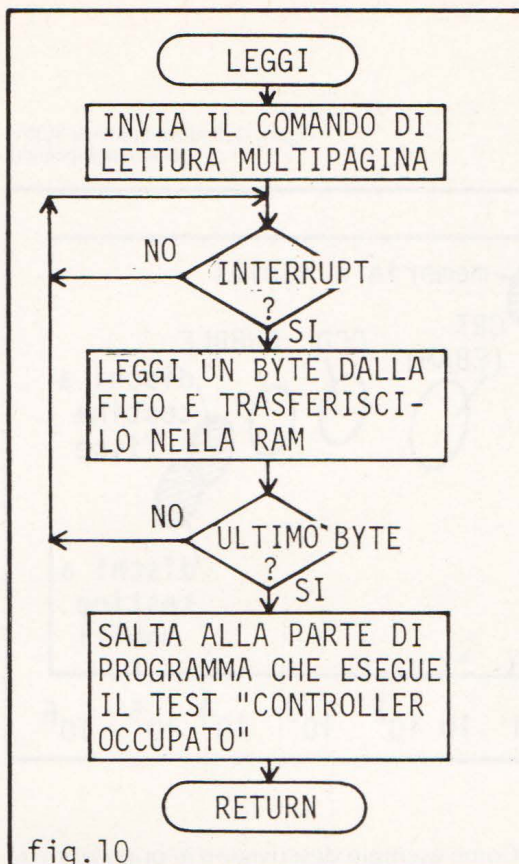 LEGGI
INVIA IL COMANDO DI
LETTURA MULTIPAGINA
NO
INTERRUPT
?
SI
LEGGI UN BYTE DALLA
FIFO E TRASFERISCI-
LO NELLA RAM
NO
ULTIMO BYTE
?
SI
SALTA ALLA PARTE DI
PROGRAMMA CHE ESEGUE
IL TEST "CONTROLLER
OCCUPATO"
RETURN
fig.10